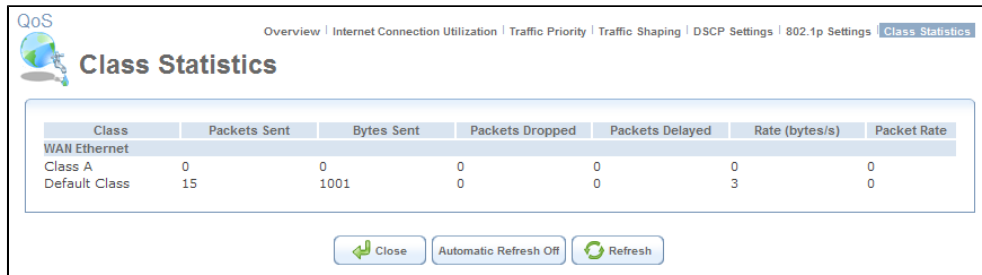 QoS
Overview | Internet Connection Utilization | Traffic Priority | Traffic Shaping | DSCP Settings | 802.1p Settings | Class Statistics
Class Statistics
Class Packets Sent Bytes Sent Packets Dropped Packets Delayed Rate (bytes/s) Packet Rate
WAN Ethernet
Class A 0 0 0 0 0 0
Default Class 15 1001 0 0 3 0
Close Automatic Refresh Off Refresh